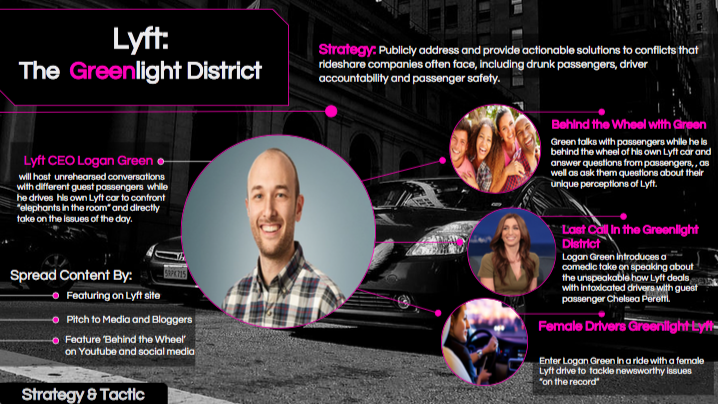 Lyft:
The Greenlight District
Strategy: Publicly address and provide actionable solutions to conflicts that
rideshare companies often face, including drunk passengers, driver
accountability and passenger safety.
Behind the Wheel with Green
Green talks with passengers while he is
behind the wheel of his own Lyft car and
answer questions from passengers, , as
well as ask them questions about their
unique perceptions of Lyft.
Lyft CEO Logan Green
will host unrehearsed conversations
with different guest passengers while
he drives his own Lyft car to confront
"elephants in the room" and directly
take on the issues of the day.
Last Call in the Greenlight
District
Logan Green introduces a
comedic take on speaking about
the unspeakable how Lyft deals
with intoxicated drivers with guest
passenger Chelsea Peretti.
Spread Content By:
Featuring on Lyft site
Pitch to Media and Bloggers
Feature 'Behind the Wheel'
on Youtube and social media
Female Drivers Greenlight Lyft
Enter Logan Green in a ride with a female
Lyft drive to tackle newsworthy issues
"on the record"
Strategy & Tactic